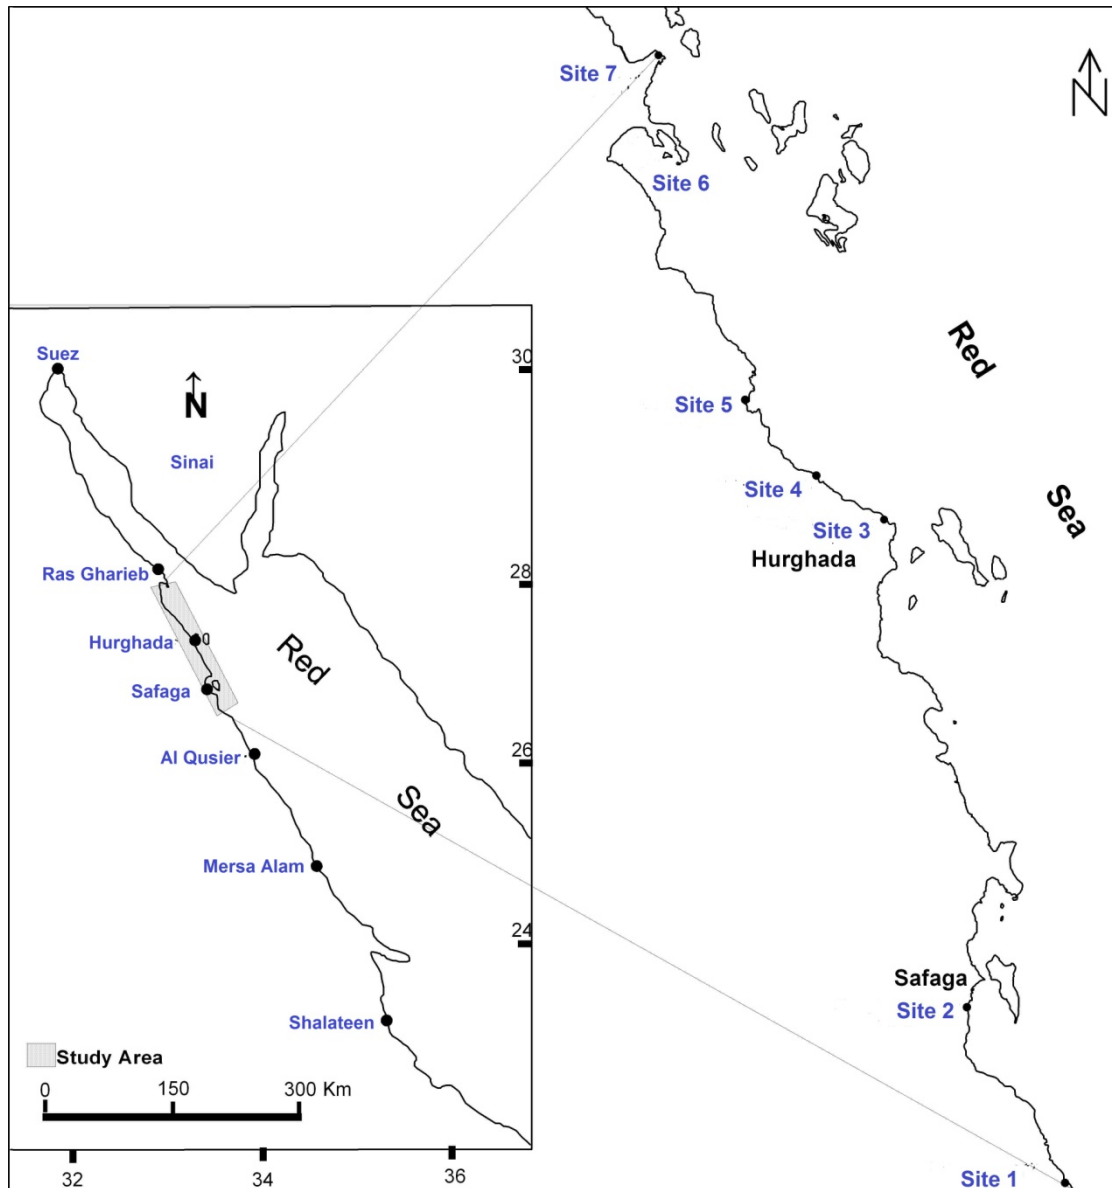 Site 7
N
Site 6
Red
Site 5
Sea
Site 4
Site 3
Hurghada
Safaga
Site 2
Site 1
Suez
30
N
Sinai
Ras Gharieb
28
Hurghada
Red
Safaga
Al Qusier
26
Sea
Mersa Alam
24
Shalateen
Study Area
0 150 300 Km
32 34 36